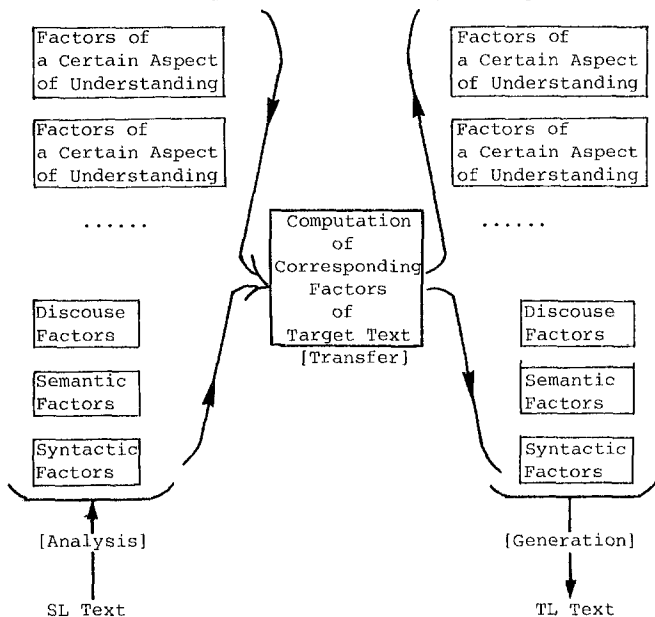 Factors of
a Certain Aspect
of Understanding
Factors of
a Certain Aspect
of Understanding
......
Discouse
Factors
Semantic
Factors
Syntactic
Factors
[Analysis]
SL Text
Computation
of
Corresponding
Factors
of
Target Text
[Transfer]
Factors of
a Certain Aspect
of Understanding
Factors of
a Certain Aspect
of Understanding
......
Discouse
Factors
Semantic
Factors
Syntactic
Factors
[Generation]
TL Text